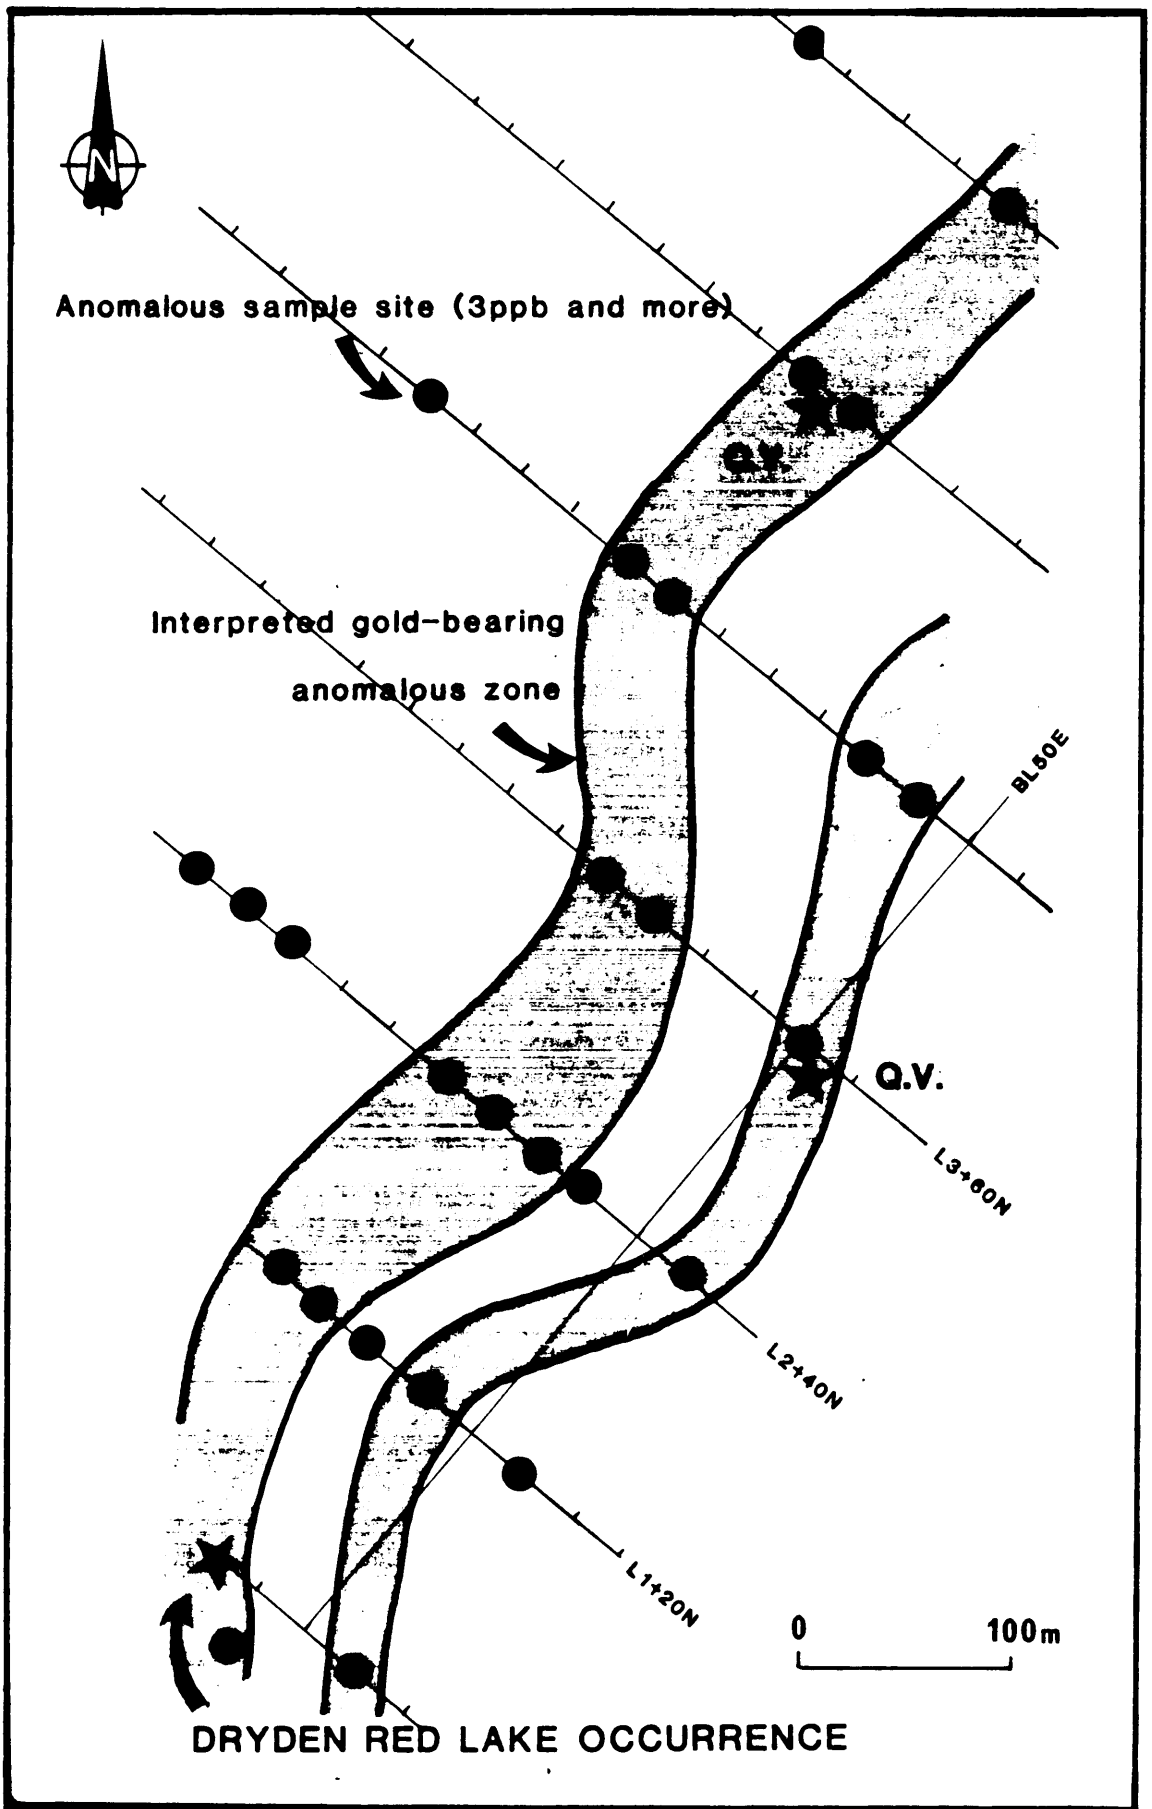 N
Anomalous sample site (3ppb and more)
Q.V.
Interpreted gold-bearing
anomalous zone
BL50E
Q.V.
L3+60N
L2+40N
L1+20N
0 100m
DRYDEN RED LAKE OCCURRENCE